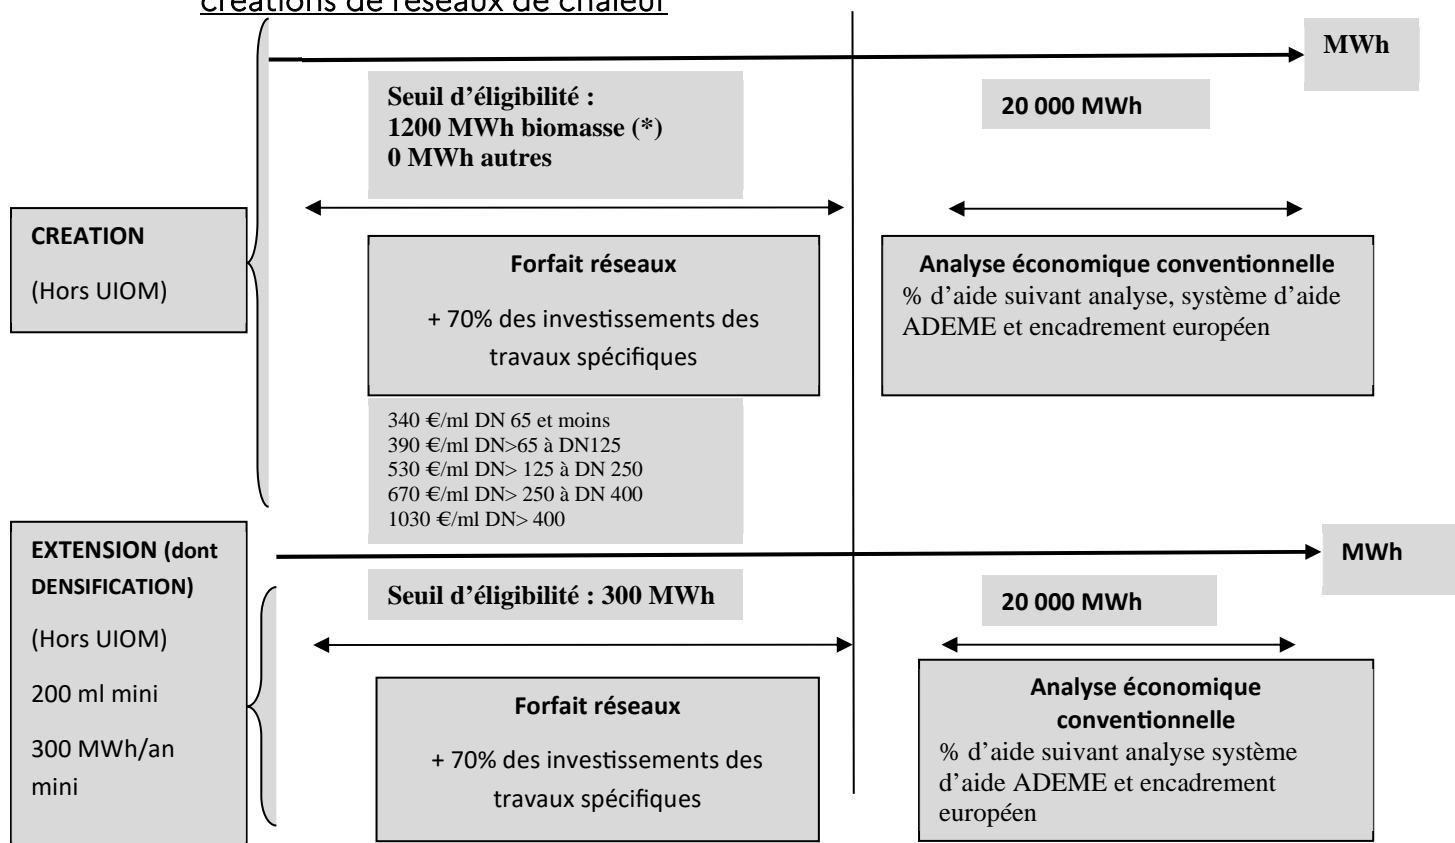 créations de réseaux de chaleur
MWh
Seuil d’éligibilité :
1200 MWh biomasse (*)
0 MWh autres
20 000 MWh
CREATION
(Hors UIOM)
Forfait réseaux
+ 70% des investissements des
travaux spécifiques
Analyse économique conventionnelle
% d’aide suivant analyse, système d’aide
ADEME et encadrement européen
340 €/ml DN 65 et moins
390 €/ml DN>65 à DN125
530 €/ml DN> 125 à DN 250
670 €/ml DN> 250 à DN 400
1030 €/ml DN> 400
EXTENSION (dont
DENSIFICATION)
(Hors UIOM)
200 ml mini
300 MWh/an
mini
MWh
Seuil d’éligibilité : 300 MWh
20 000 MWh
Forfait réseaux
+ 70% des investissements des
travaux spécifiques
Analyse économique
conventionnelle
% d’aide suivant analyse système
d’aide ADEME et encadrement
européen